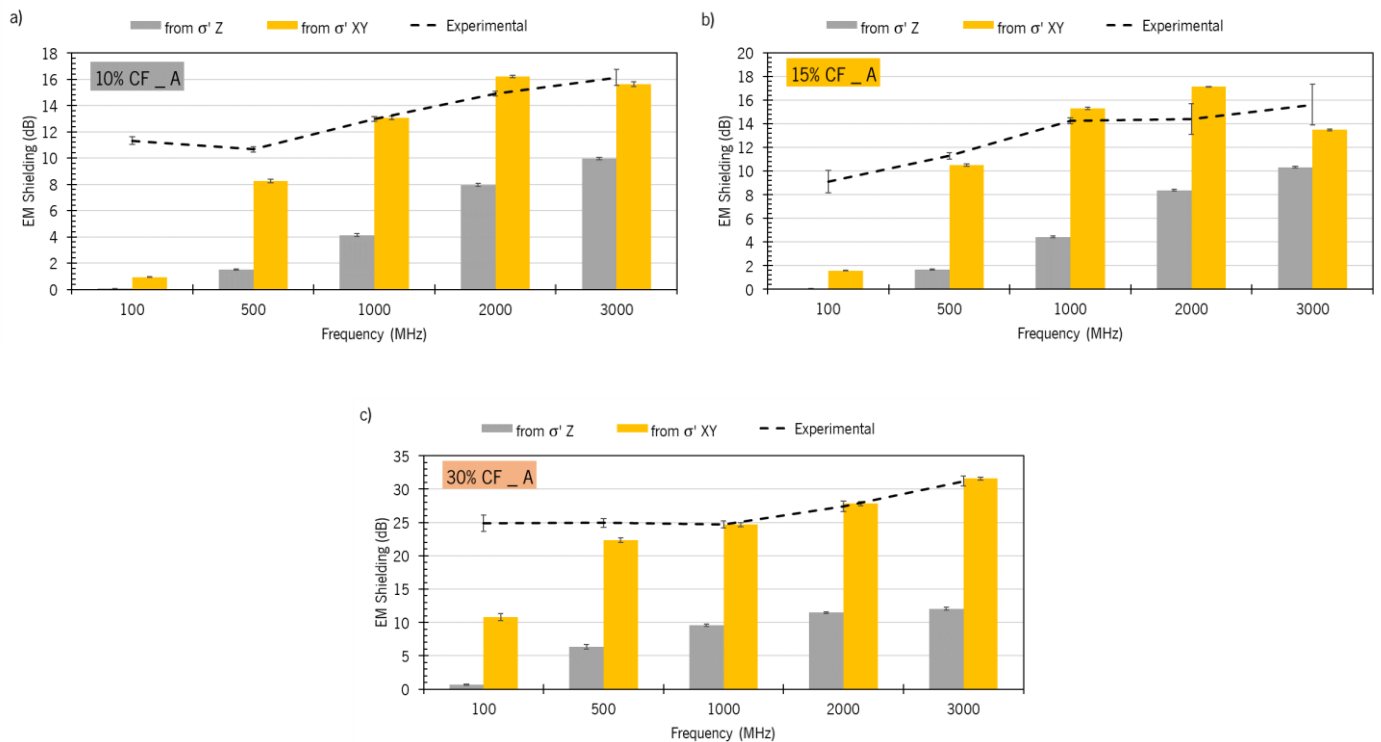 a)
from σ' Z from σ' XY Experimental
10% CF _ A
EM Shielding (dB)
18
16
14
12
10
8
6
4
2
0
100 500 1000 2000 3000
Frequency (MHz)
b)
from σ' Z from σ' XY Experimental
15% CF _ A
EM Shielding (dB)
20
18
16
14
12
10
8
6
4
2
0
100 500 1000 2000 3000
Frequency (MHz)
c)
from σ' Z from σ' XY Experimental
30% CF _ A
EM Shielding (dB)
35
30
25
20
15
10
5
0
100 500 1000 2000 3000
Frequency (MHz)